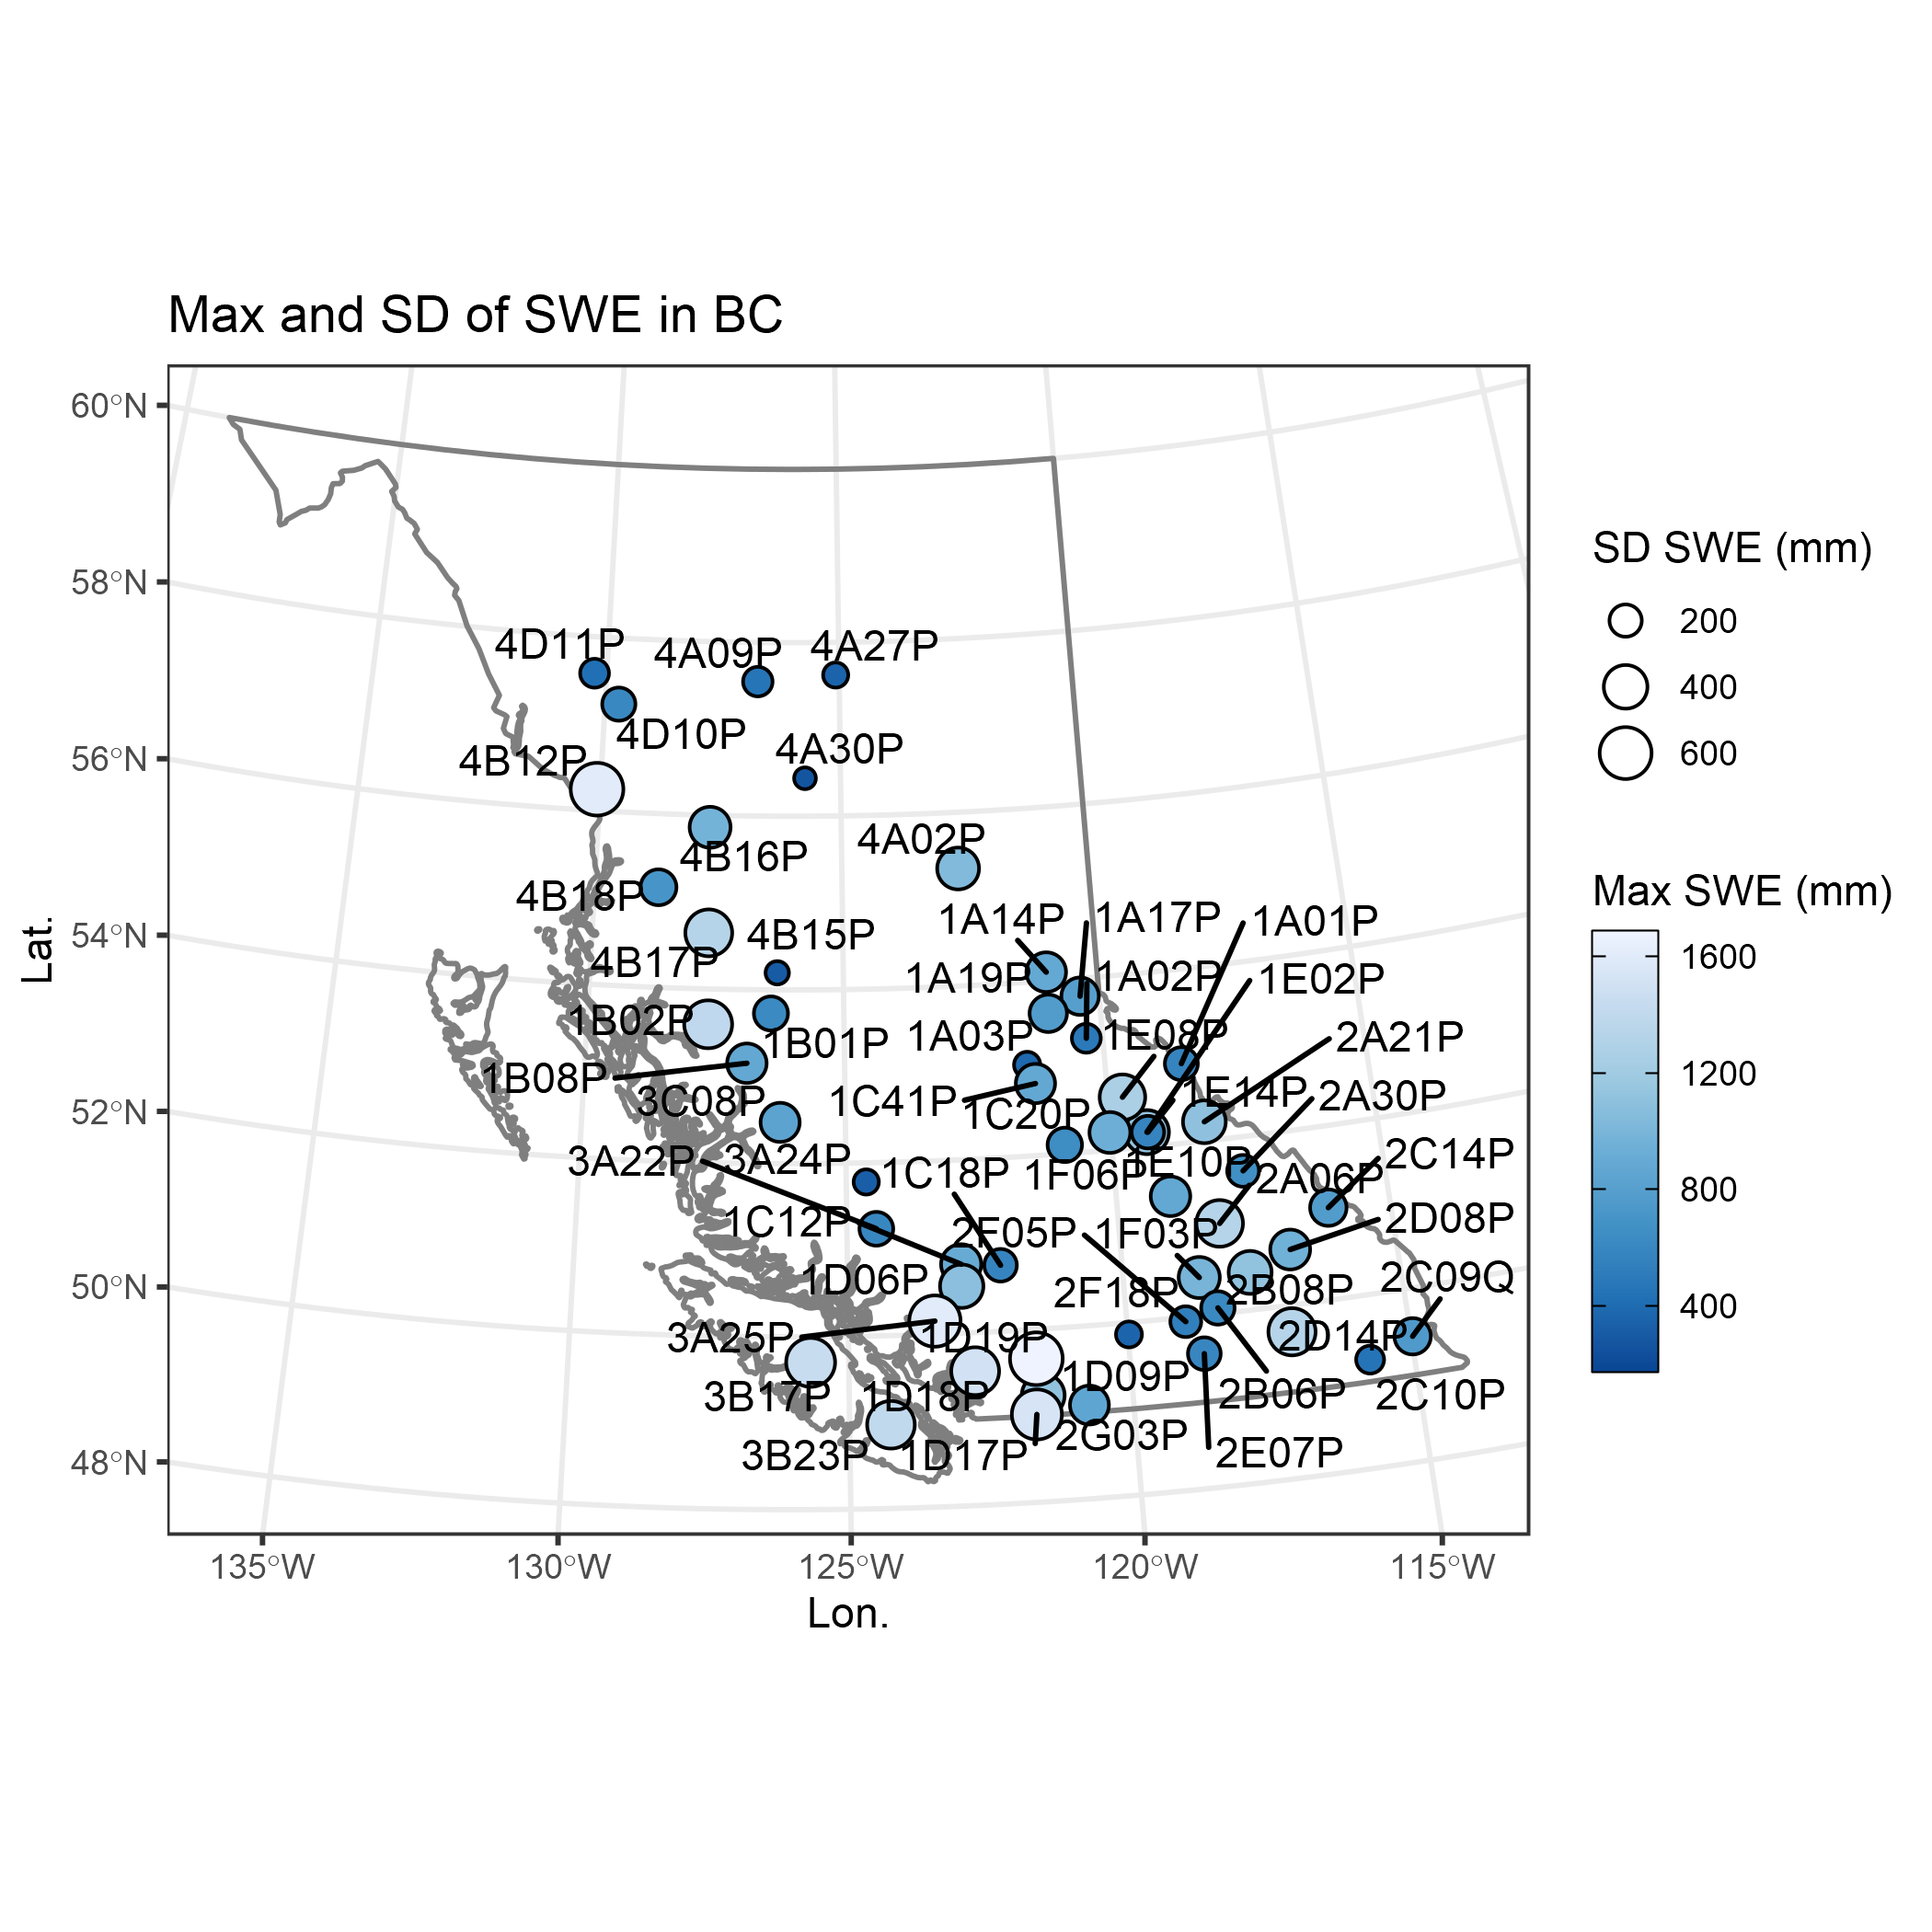 Max and SD of SWE in BC
60°N
58°N
56°N
54°N
52°N
50°N
48°N
Lat.
4D11P
4A09P
4A27P
4D10P
4A30P
4B12P
4B16P
4A02P
4B18P
4B15P
4B17P
1A14P
1A17P
1A01P
1A19P
1A02P
1E02P
1B02P
1B01P
1A03P
1E08P
2A21P
1B08P
3C08P
1C41P
1C20P
1E14P
2A30P
3A22P
3A24P
1C18P
1F06P
1E10P
2A06P
2C14P
1C12P
2F05P
1F03P
2D08P
1D06P
2F18P
2B08P
2C09Q
3A25P
1D19P
2D14P
3B17P
1D18P
1D09P
2B06P
2C10P
3B23P
1D17P
2G03P
2E07P
135°W
130°W
125°W
120°W
115°W
Lon.
SD SWE (mm)
200
400
600
Max SWE (mm)
1600
1200
800
400